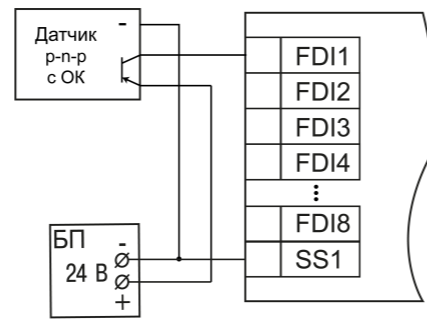 Датчик
p-n-p
с ОК
-
FDI1
FDI2
FDI3
FDI4
⋮
FDI8
SS1
БП
-
24 В
+